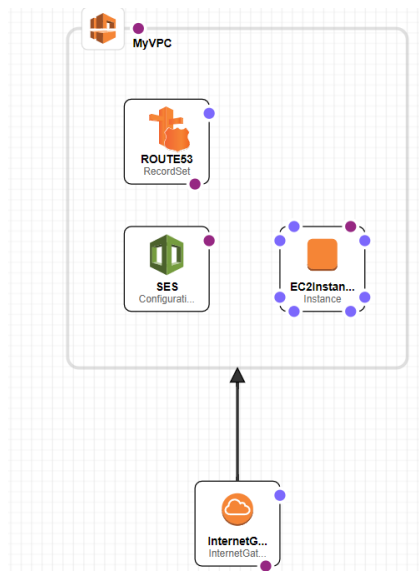 MyVPC
ROUTE53
RecordSet
SES
Configurati...
EC2Instan...
Instance
InternetG...
InternetGat...